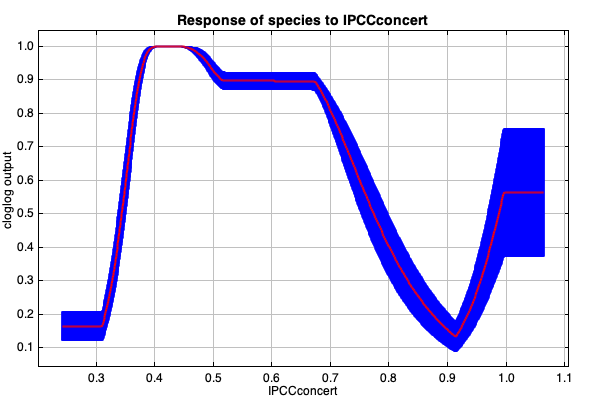 Response of species to IPCCconcert
cloglog output
1.0
0.9
0.8
0.7
0.6
0.5
0.4
0.3
0.2
0.1
0.3 0.4 0.5 0.6 0.7 0.8 0.9 1.0 1.1
IPCCconcert